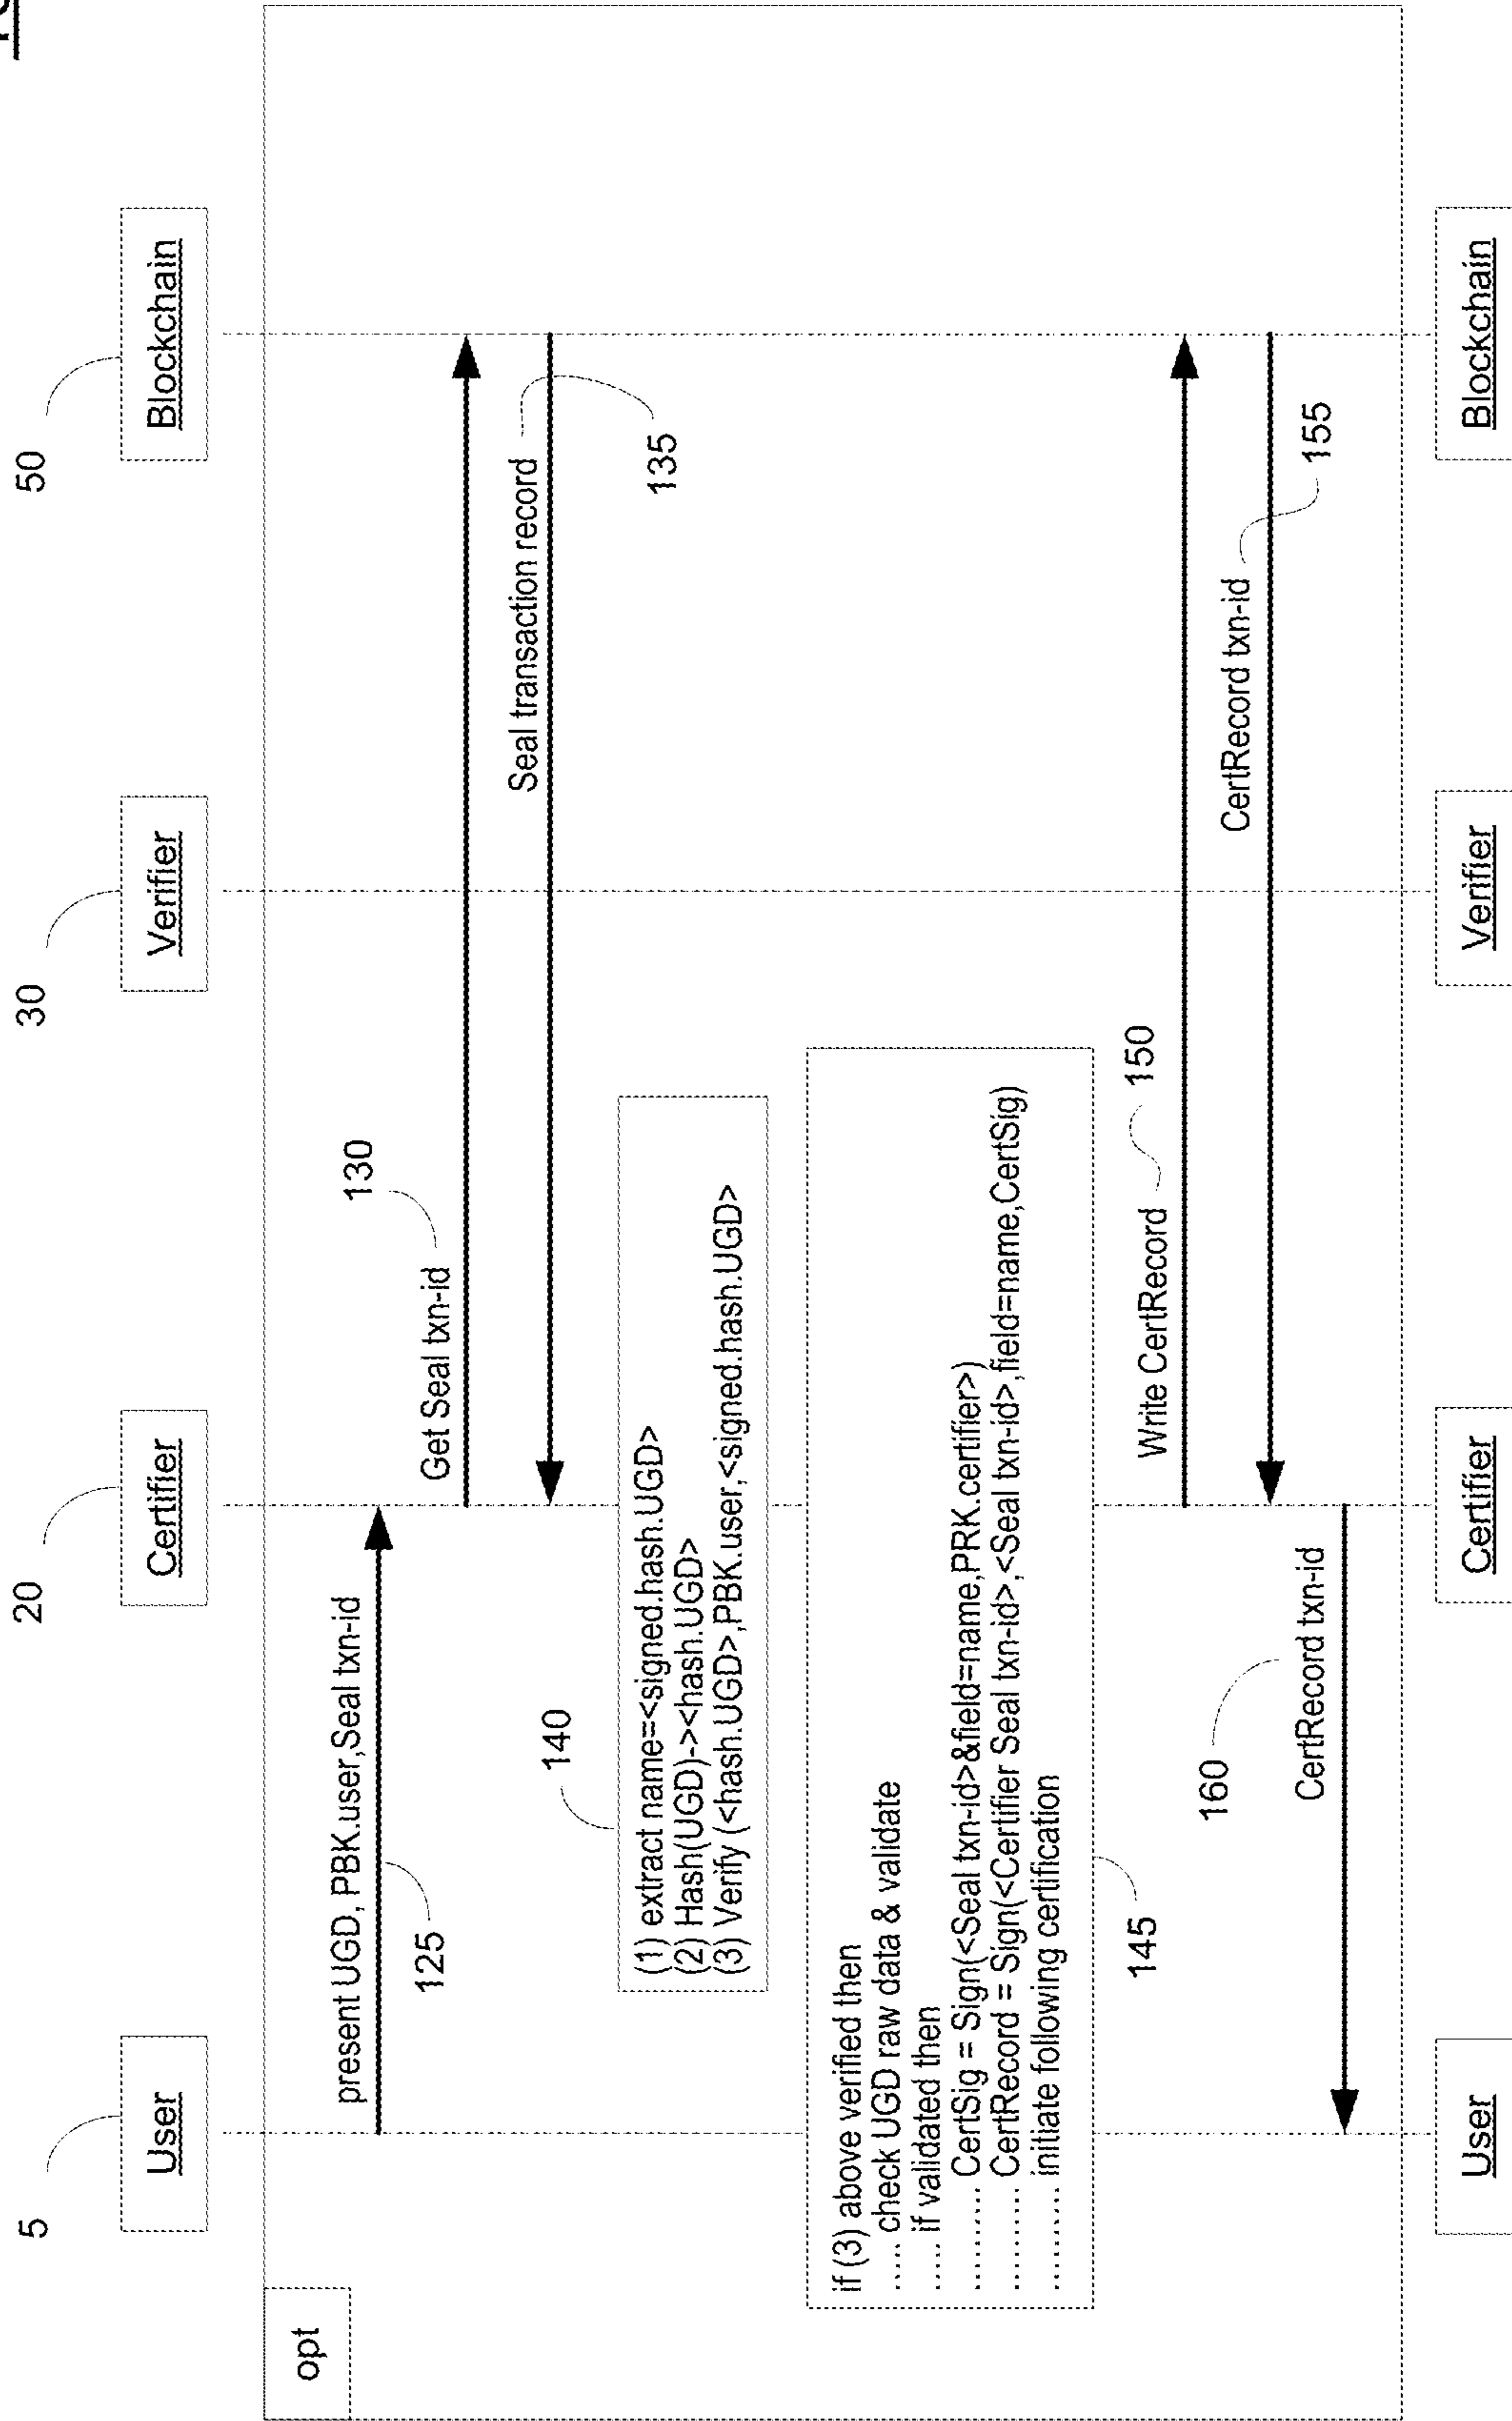 5
20
30
50
User
Certifier
Verifier
Blockchain
opt
present UGD, PBK.user,Seal txn-id
125
Get Seal txn-id
130
Seal transaction record
135
140
(1) extract name=<signed.hash.UGD>
(2) Hash(UGD)-><hash.UGD>
(3) Verify (<hash.UGD>,PBK.user,<signed.hash.UGD>
if (3) above verified then
..... check UGD raw data & validate
..... if validated then
.......... CertSig = Sign(<Seal txn-id>&field=name,PRK.certifier>)
.......... CertRecord = Sign(<Certifier Seal txn-id>,<Seal txn-id>,field=name,CertSig)
.......... initiate following certification
145
Write CertRecord
150
CertRecord txn-id
155
160
CertRecord txn-id
User
Certifier
Verifier
Blockchain